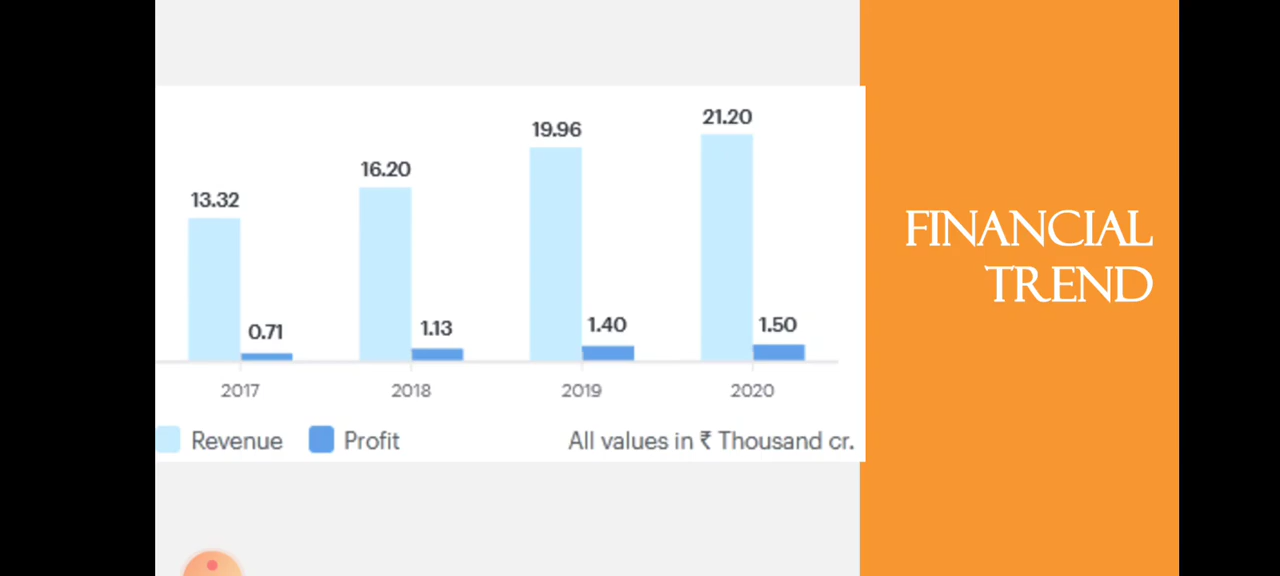 21.20
19.96
16.20
13.32
0.71
1.13
1.40
1.50
2017 2018 2019 2020
Revenue Profit All values in ₹ Thousand cr.
FINANCIAL
TREND